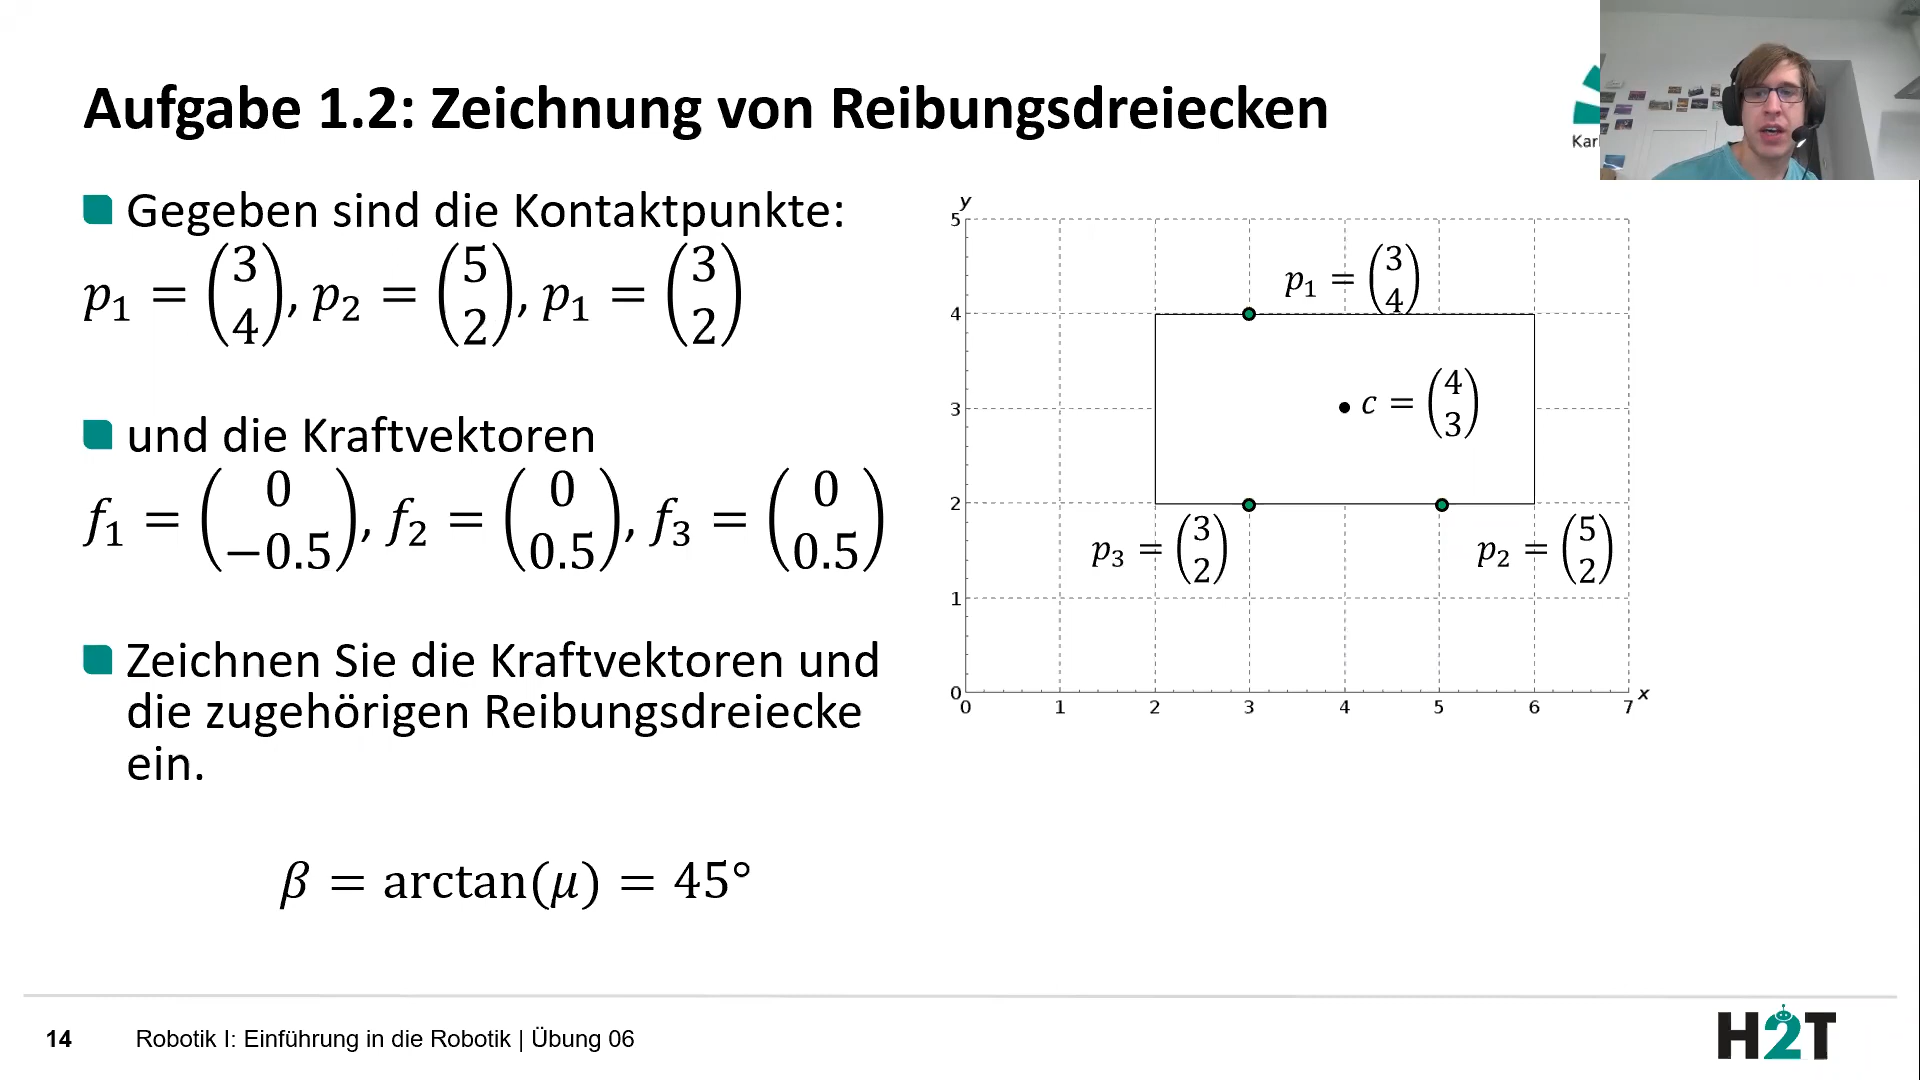 Aufgabe 1.2: Zeichnung von Reibungsdreiecken
Kar
Gegeben sind die Kontaktpunkte:
p₁ = (3 4), p₂ = (5 2), p₁ = (3 2)
und die Kraftvektoren
f₁ = (0 −0.5), f₂ = (0 0.5), f₃ = (0 0.5)
Zeichnen Sie die Kraftvektoren und
die zugehörigen Reibungsdreiecke
ein.
β = arctan(μ) = 45°
y
5
4
3
2
1
0
0 1 2 3 4 5 6 7 x
p₁ = (3 4)
c = (4 3)
p₃ = (3 2)
p₂ = (5 2)
14 Robotik I: Einführung in die Robotik | Übung 06
H2T